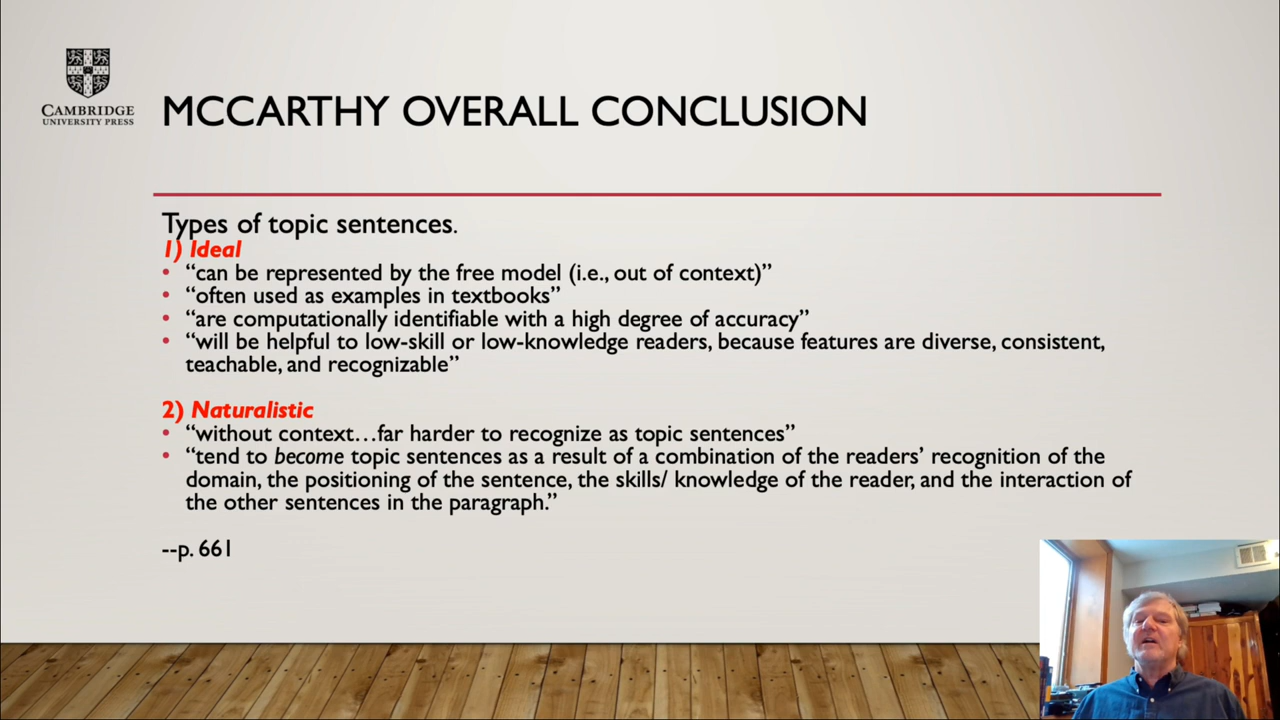 CAMBRIDGE
UNIVERSITY PRESS
MCCARTHY OVERALL CONCLUSION
Types of topic sentences.
1) Ideal
• “can be represented by the free model (i.e., out of context)”
• “often used as examples in textbooks”
• “are computationally identifiable with a high degree of accuracy”
• “will be helpful to low-skill or low-knowledge readers, because features are diverse, consistent,
teachable, and recognizable”
2) Naturalistic
• “without context…far harder to recognize as topic sentences”
• “tend to become topic sentences as a result of a combination of the readers’ recognition of the
domain, the positioning of the sentence, the skills/ knowledge of the reader, and the interaction of
the other sentences in the paragraph.”
--p. 661